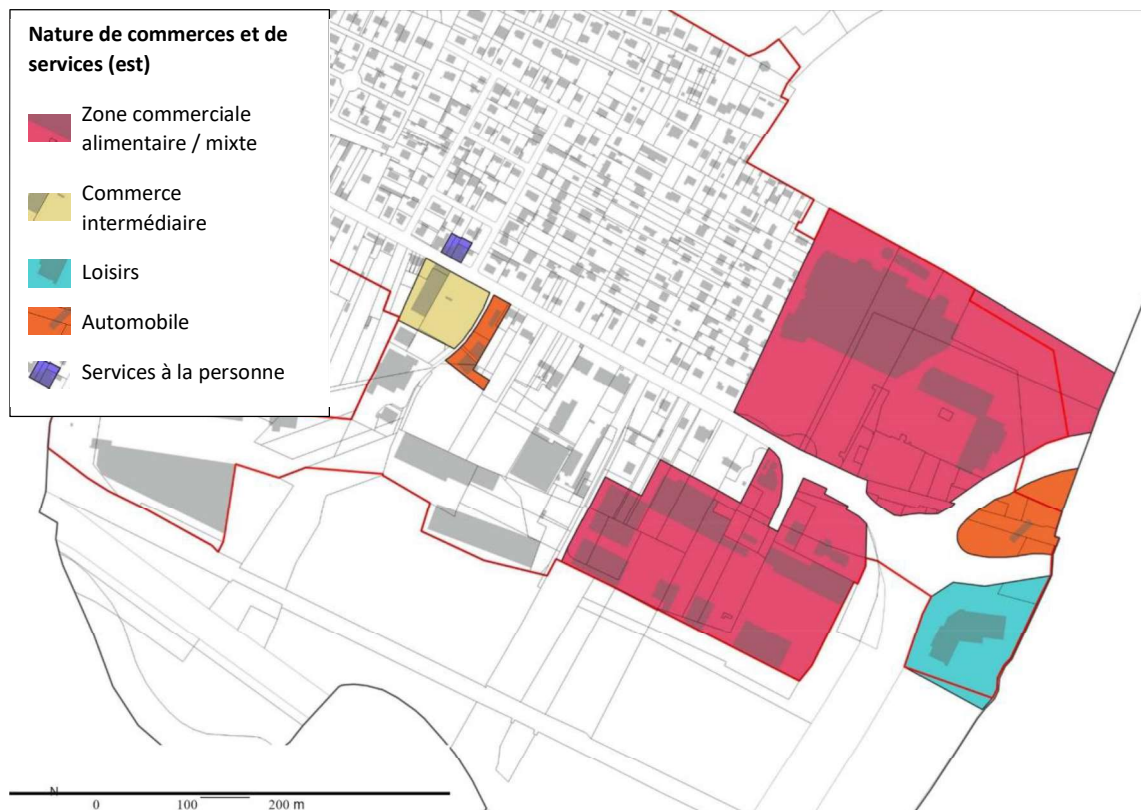 Nature de commerces et de
services (est)
Zone commerciale
alimentaire / mixte
Commerce
intermédiaire
Loisirs
Automobile
Services à la personne
N
0 100 200 m